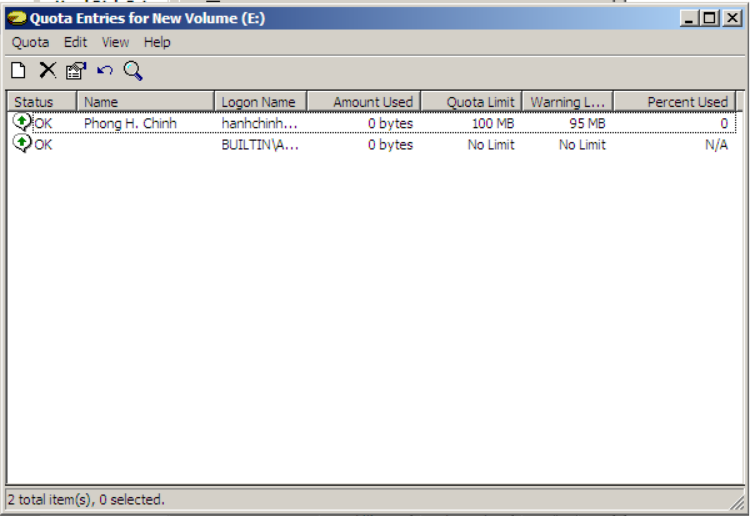 Quota Entries for New Volume (E:)
Quota Edit View Help
Status Name Logon Name Amount Used Quota Limit Warning L... Percent Used
OK Phong H. Chinh hanhchinh... 0 bytes 100 MB 95 MB 0
OK BUILTIN\A... 0 bytes No Limit No Limit N/A
2 total item(s), 0 selected.